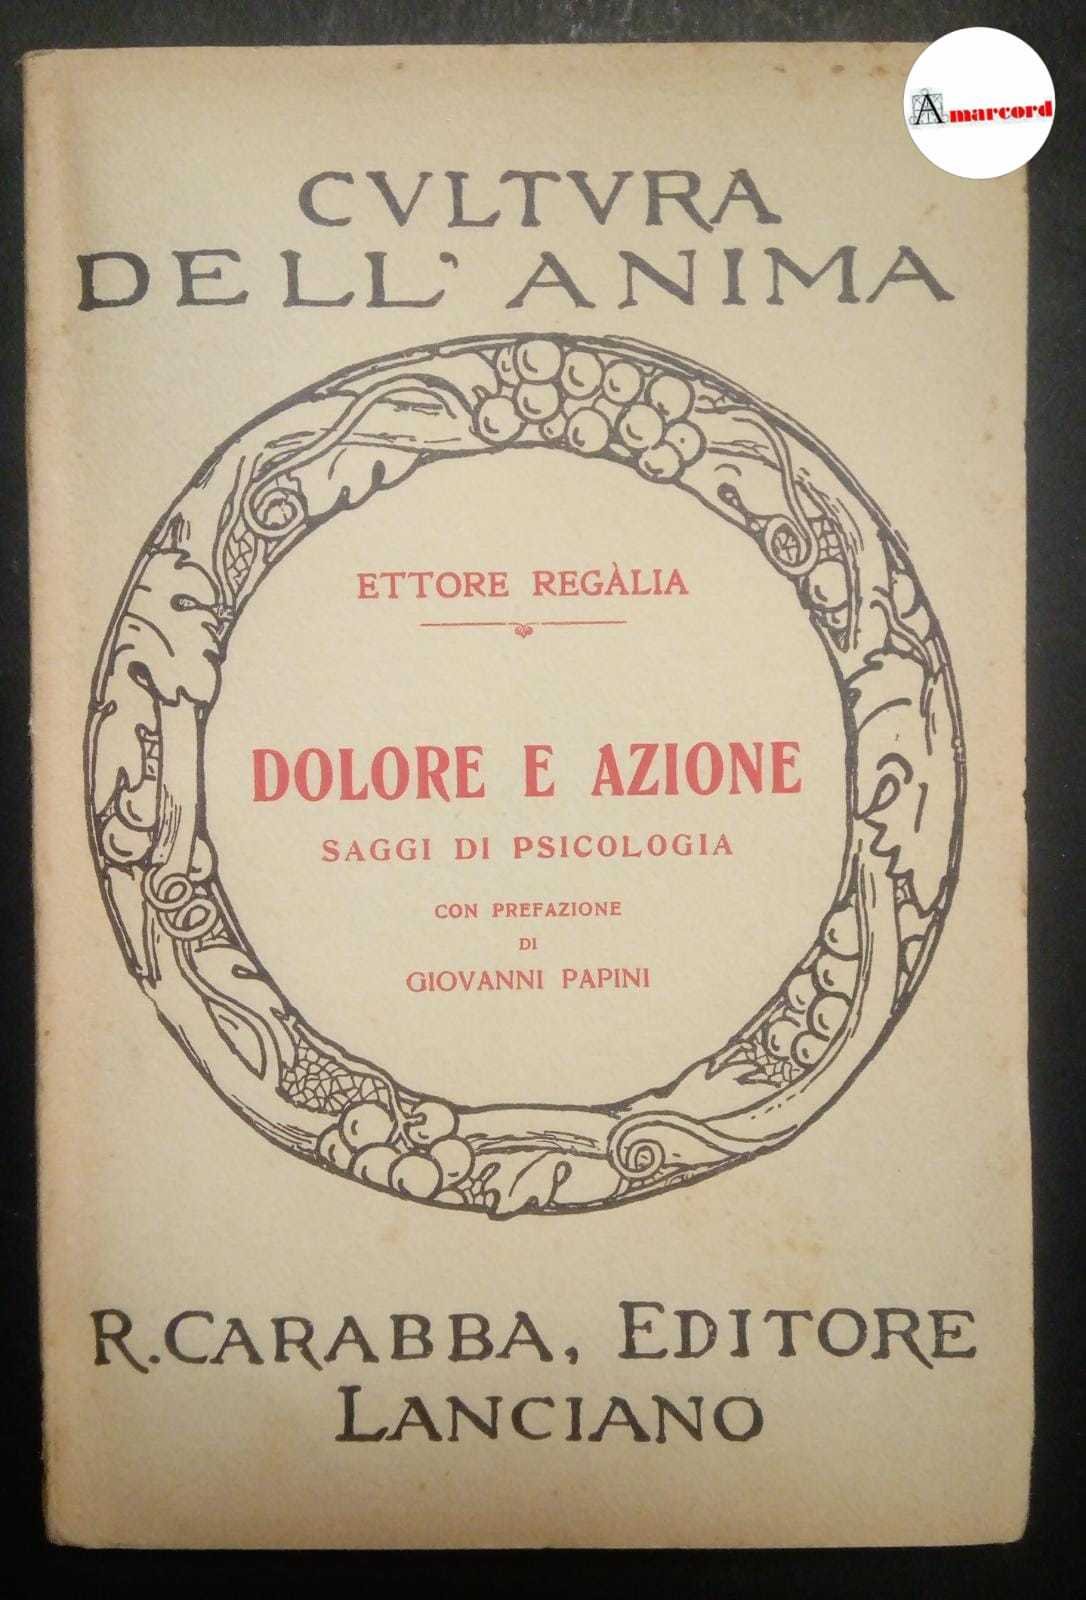 Amarcord
CVLTVRA
DELL' ANIMA
ETTORE REGÀLIA
DOLORE E AZIONE
SAGGI DI PSICOLOGIA
CON PREFAZIONE
DI
GIOVANNI PAPINI
R. CARABBA, EDITORE
LANCIANO